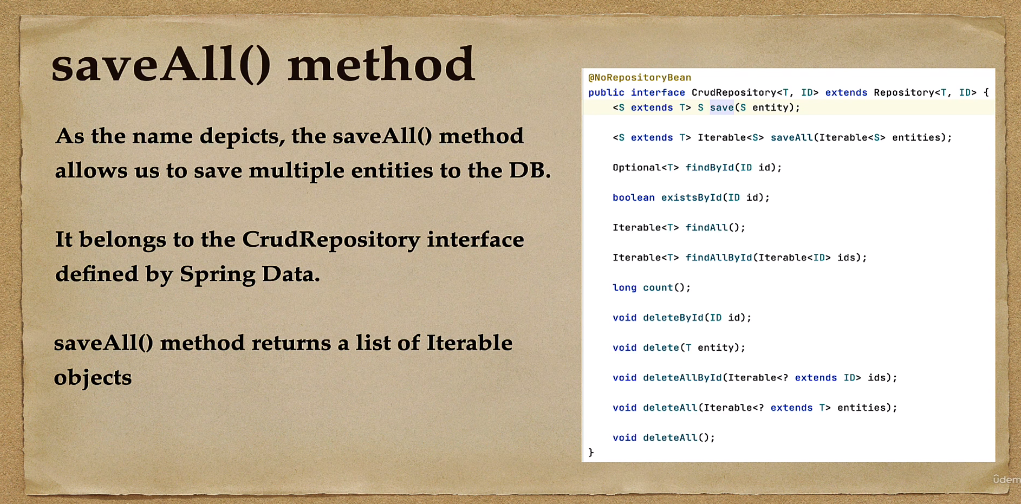 saveAll() method
As the name depicts, the saveAll() method
allows us to save multiple entities to the DB.
It belongs to the CrudRepository interface
defined by Spring Data.
saveAll() method returns a list of Iterable
objects
@NoRepositoryBean
public interface CrudRepository<T, ID> extends Repository<T, ID> {
<S extends T> S save(S entity);
<S extends T> Iterable<S> saveAll(Iterable<S> entities);
Optional<T> findById(ID id);
boolean existsById(ID id);
Iterable<T> findAll();
Iterable<T> findAllById(Iterable<ID> ids);
long count();
void deleteById(ID id);
void delete(T entity);
void deleteAllById(Iterable<? extends ID> ids);
void deleteAll(Iterable<? extends T> entities);
void deleteAll();
}